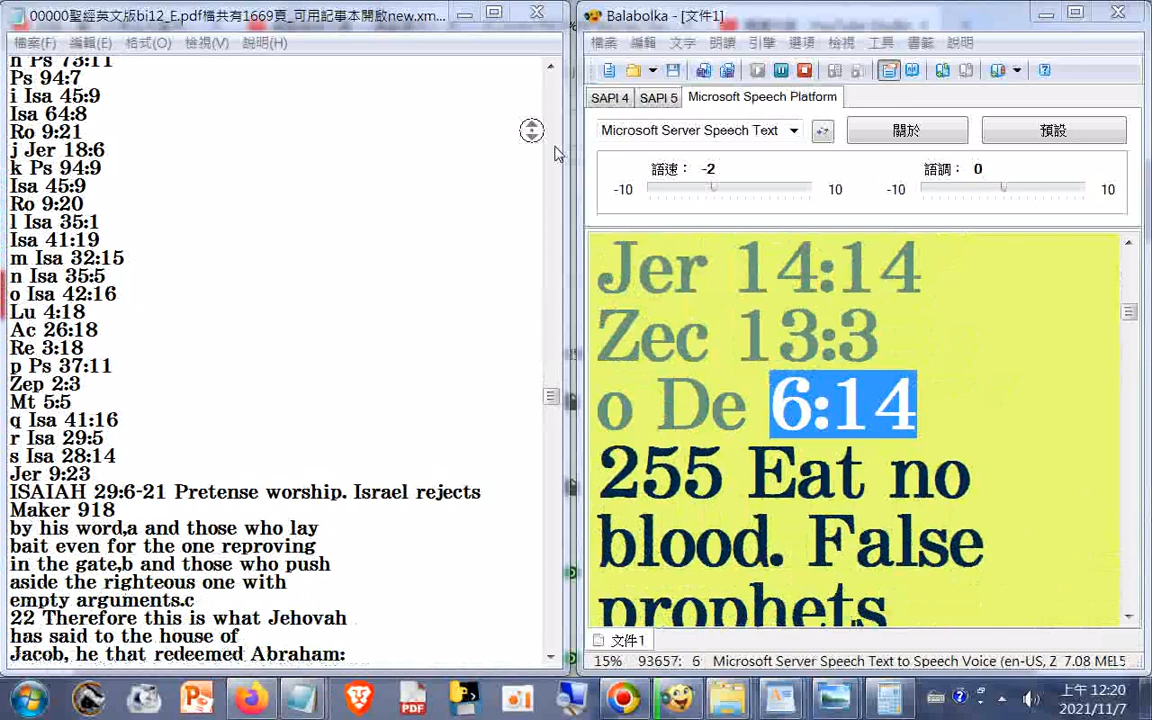 00000聖經英文版bi12_E.pdf檔共有1669頁_可用記事本開啟new.xm...
檔案(F) 編輯(E) 格式(O) 檢視(V) 說明(H)
n Ps 73:11
Ps 94:7
i Isa 45:9
Isa 64:8
Ro 9:21
j Jer 18:6
k Ps 94:9
Isa 45:9
Ro 9:20
l Isa 35:1
Isa 41:19
m Isa 32:15
n Isa 35:5
o Isa 42:16
Lu 4:18
Ac 26:18
Re 3:18
p Ps 37:11
Zep 2:3
Mt 5:5
q Isa 41:16
r Isa 29:5
s Isa 28:14
Jer 9:23
ISAIAH 29:6-21 Pretense worship. Israel rejects
Maker 918
by his word,a and those who lay
bait even for the one reproving
in the gate,b and those who push
aside the righteous one with
empty arguments.c
22 Therefore this is what Jehovah
has said to the house of
Jacob, he that redeemed Abraham:
Balabolka - [文件1]
檔案 編輯 文字 朗讀 引擎 選項 檢視 工具 書籤 說明
SAPI 4 SAPI 5 Microsoft Speech Platform
Microsoft Server Speech Text 關於 預設
語速： -2 語調： 0
-10 10 -10 10
Jer 14:14
Zec 13:3
o De 6:14
255 Eat no
blood. False
prophets
文件1
15% 93657: 6 Microsoft Server Speech Text to Speech Voice (en-US, Z 7.08 МЕ15
PDF
上午 12:20
2021/11/7